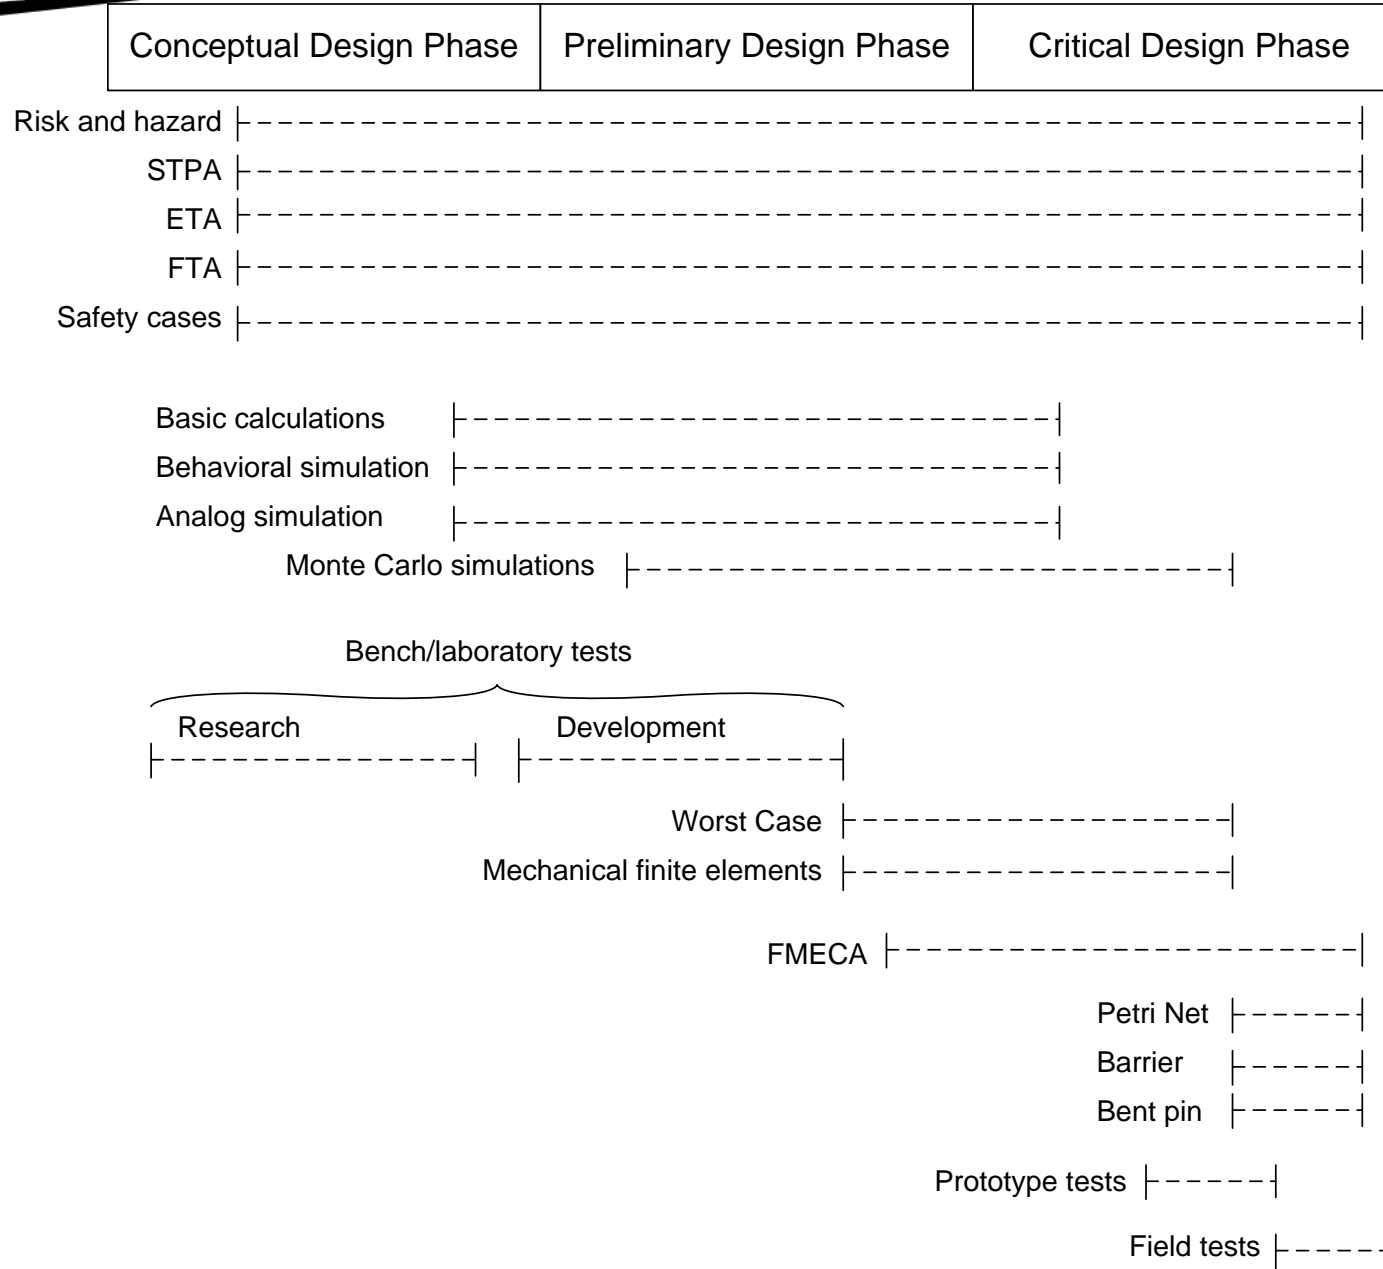 Conceptual Design Phase
Preliminary Design Phase
Critical Design Phase
Risk and hazard
STPA
ETA
FTA
Safety cases
Basic calculations
Behavioral simulation
Analog simulation
Monte Carlo simulations
Bench/laboratory tests
Research
Development
Worst Case
Mechanical finite elements
FMECA
Petri Net
Barrier
Bent pin
Prototype tests
Field tests